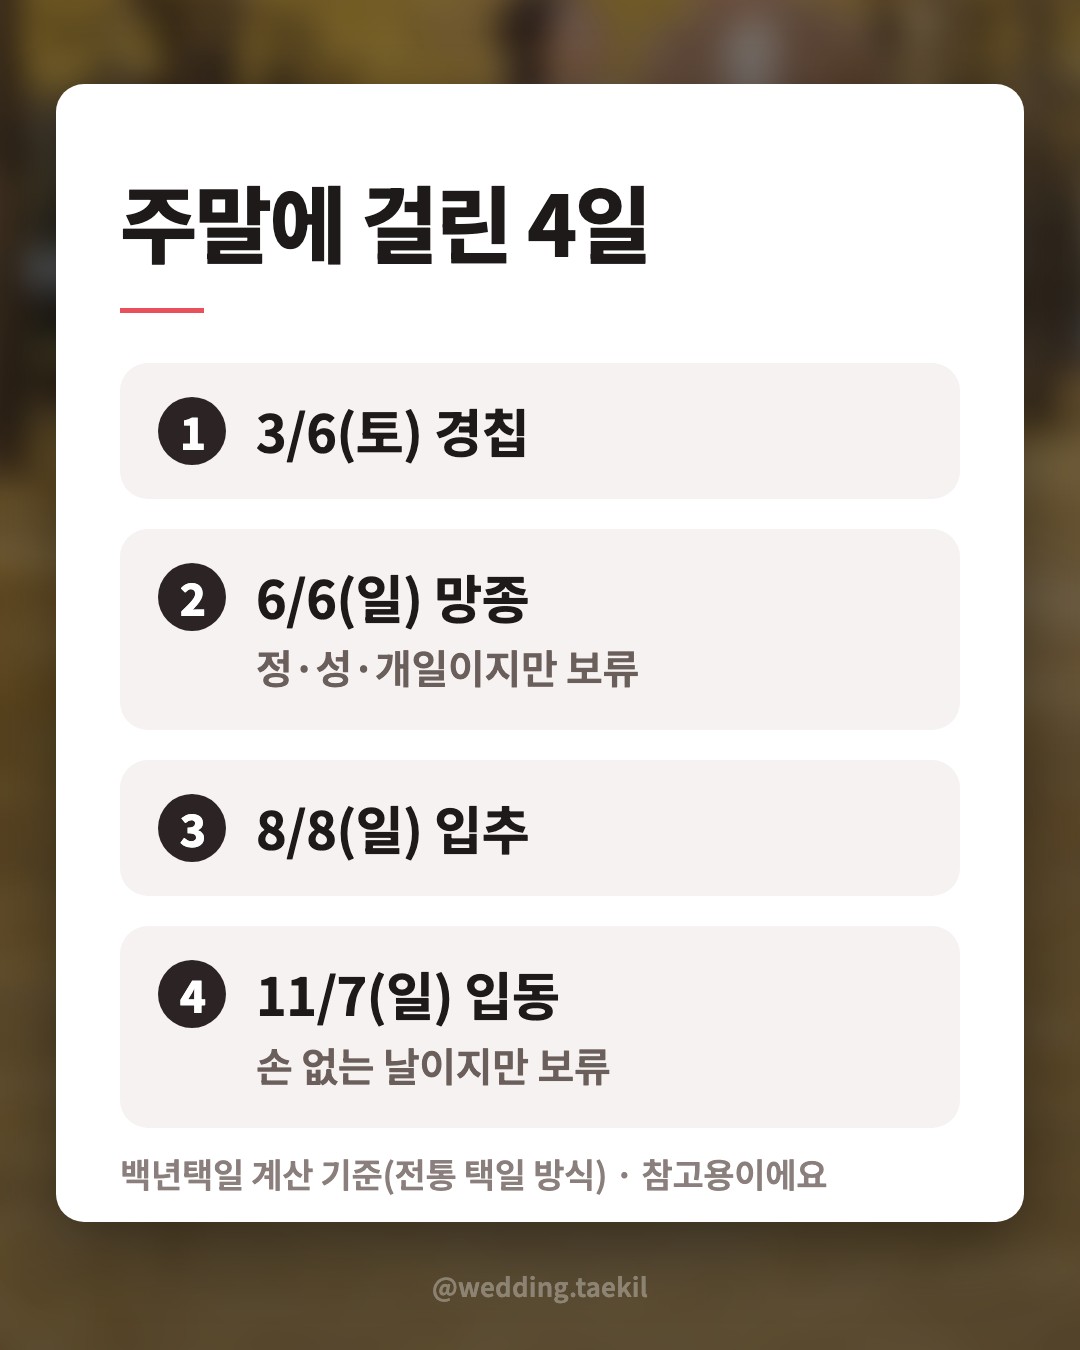 주말에 걸린 4일
1 3/6(토) 경칩
2 6/6(일) 망종
정·성·개일이지만 보류
3 8/8(일) 입추
4 11/7(일) 입동
손 없는 날이지만 보류
백년택일 계산 기준(전통 택일 방식) · 참고용이에요
@wedding.taekil